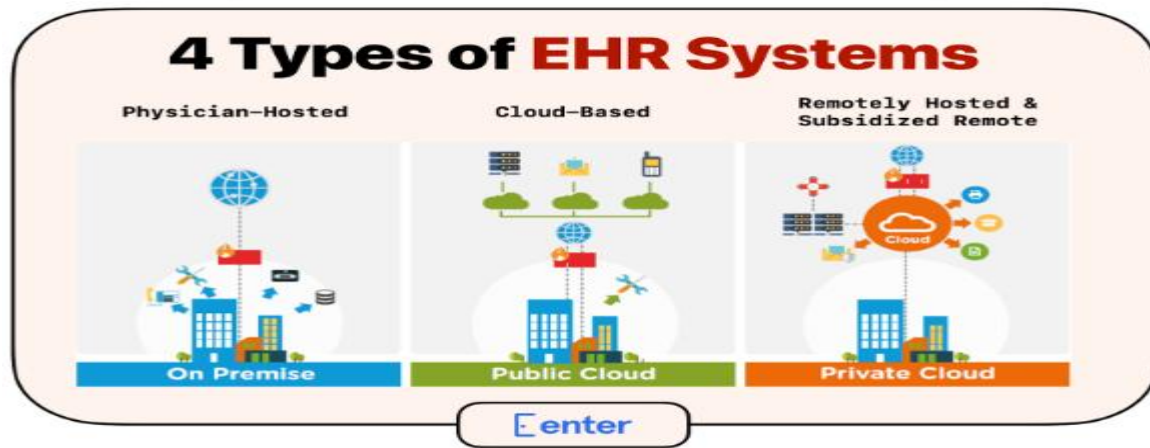 4 Types of EHR Systems
Physician-Hosted
Cloud-Based
Remotely Hosted &
Subsidized Remote
Cloud
On Premise
Public Cloud
Private Cloud
enter